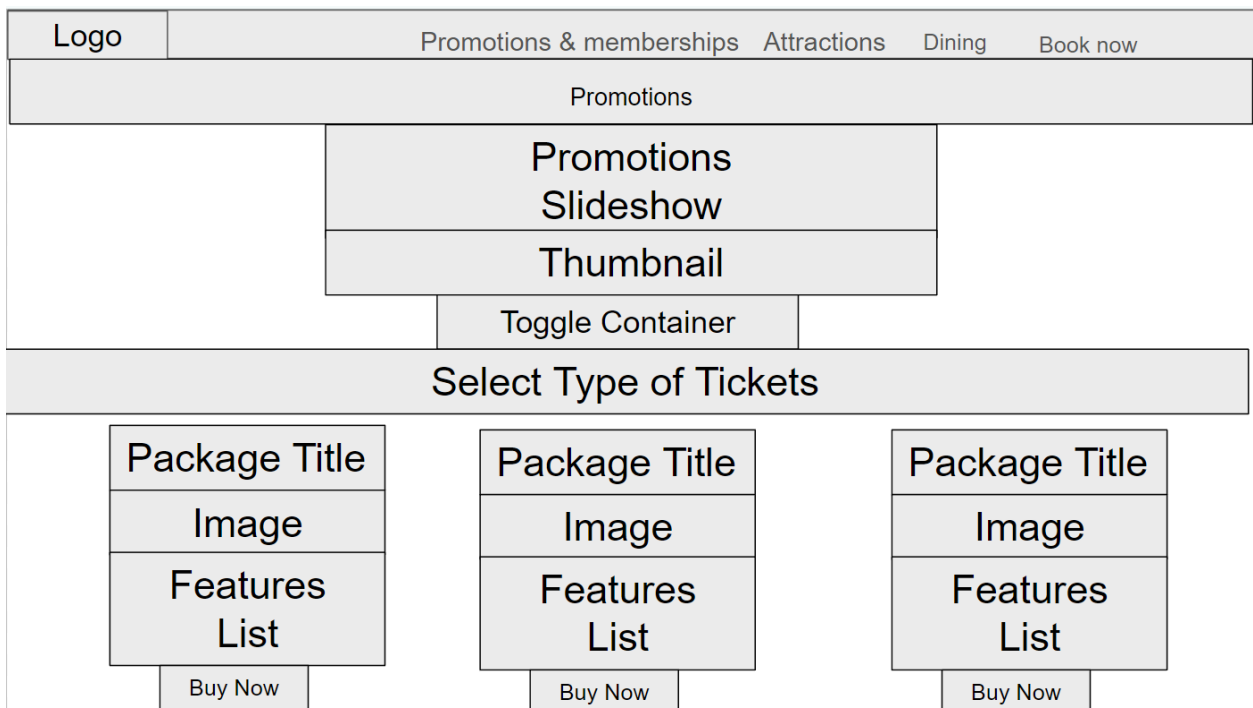 Logo
Promotions & memberships Attractions Dining Book now
Promotions
Promotions
Slideshow
Thumbnail
Toggle Container
Select Type of Tickets
Package Title
Image
Features
List
Buy Now
Package Title
Image
Features
List
Buy Now
Package Title
Image
Features
List
Buy Now